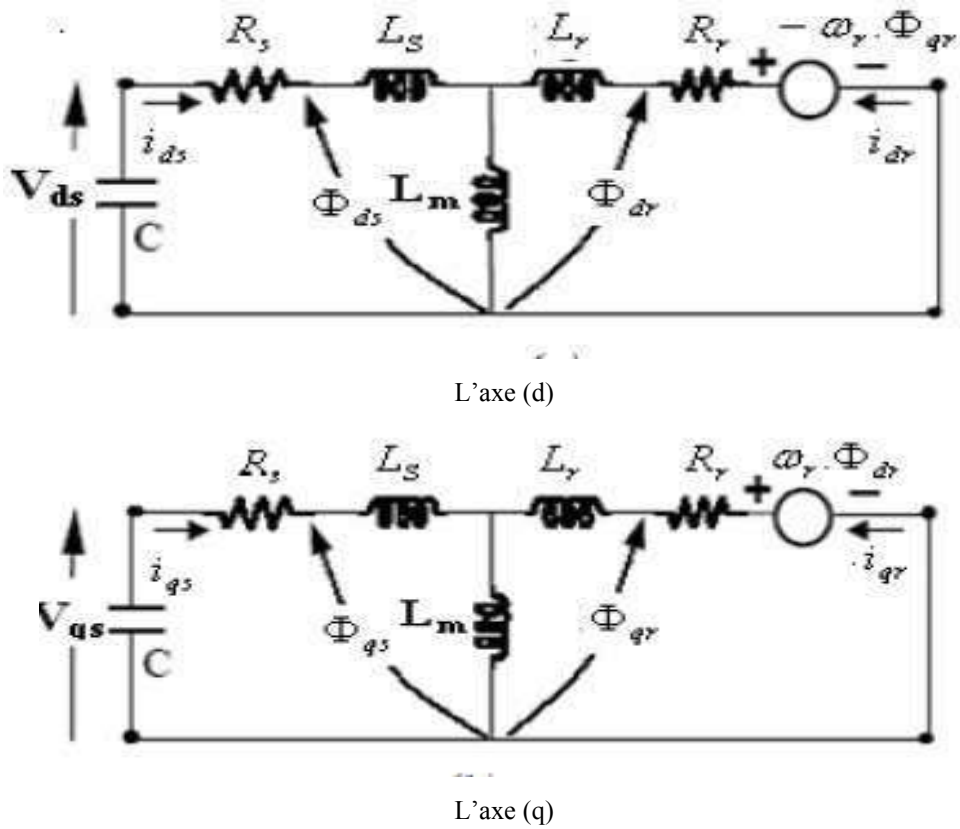 R_s L_S L_r R_r + - ω_r . Φ_qr −
i_ds i_dr
V_ds Φ_ds L_m Φ_dr
C
L’axe (d)
R_s L_S L_r R_r + ω_r . Φ_dr −
i_qs i_qr
V_qs Φ_qs L_m Φ_qr
C
L’axe (q)